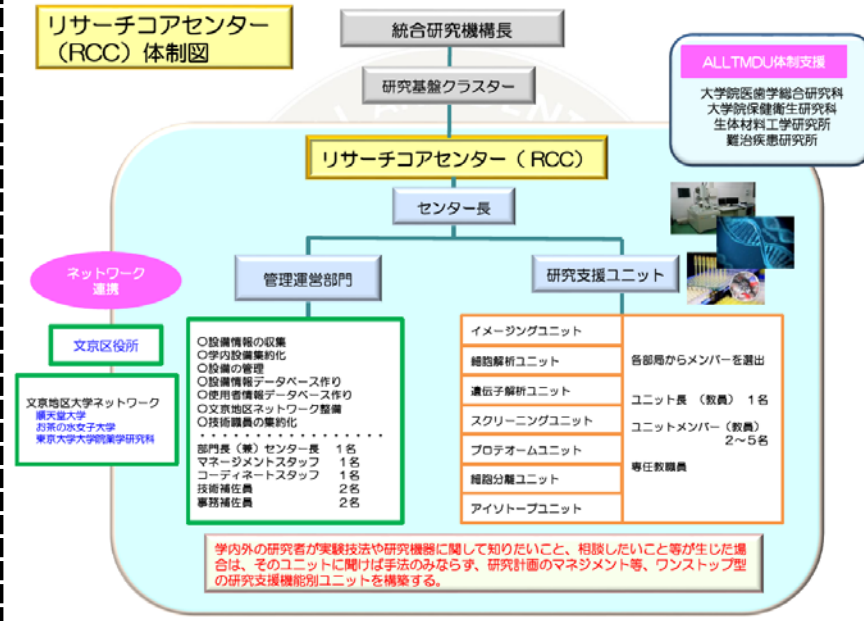 リサーチコアセンター
（RCC）体制図
統合研究機構長
研究基盤クラスター
ALLTMDU体制支援
大学院医歯学総合研究科
大学院保健衛生研究科
生体材料工学研究所
難治疾患研究所
リサーチコアセンター（ RCC）
センター長
管理運営部門
研究支援ユニット
ネットワーク
連携
文京区役所
文京地区大学ネットワーク
順天堂大学
お茶の水女子大学
東京大学大学院薬学研究科
〇設備情報の収集
〇学内設備集約化
〇設備の管理
〇設備情報データベース作り
〇使用者情報データベース作り
〇文京地区ネットワーク整備
〇技術職員の集約化
・・・・・・・・・・・・・・・・・
部門長（兼）センター長　1名
マネージメントスタッフ　1名
コーディネートスタッフ　1名
技術補佐員　2名
事務補佐員　2名
イメージングユニット
細胞解析ユニット
遺伝子解析ユニット
スクリーニングユニット
プロテオームユニット
細胞分離ユニット
アイソトープユニット
各部局からメンバーを選出
ユニット長　（教員）　1名
ユニットメンバー（教員）
2〜5名
専任教職員
学内外の研究者が実験技法や研究機器に関して知りたいこと、相談したいこと等が生じた場
合は、そのユニットに聞けば手法のみならず、研究計画のマネジメント等、ワンストップ型
の研究支援機能別ユニットを構築する。